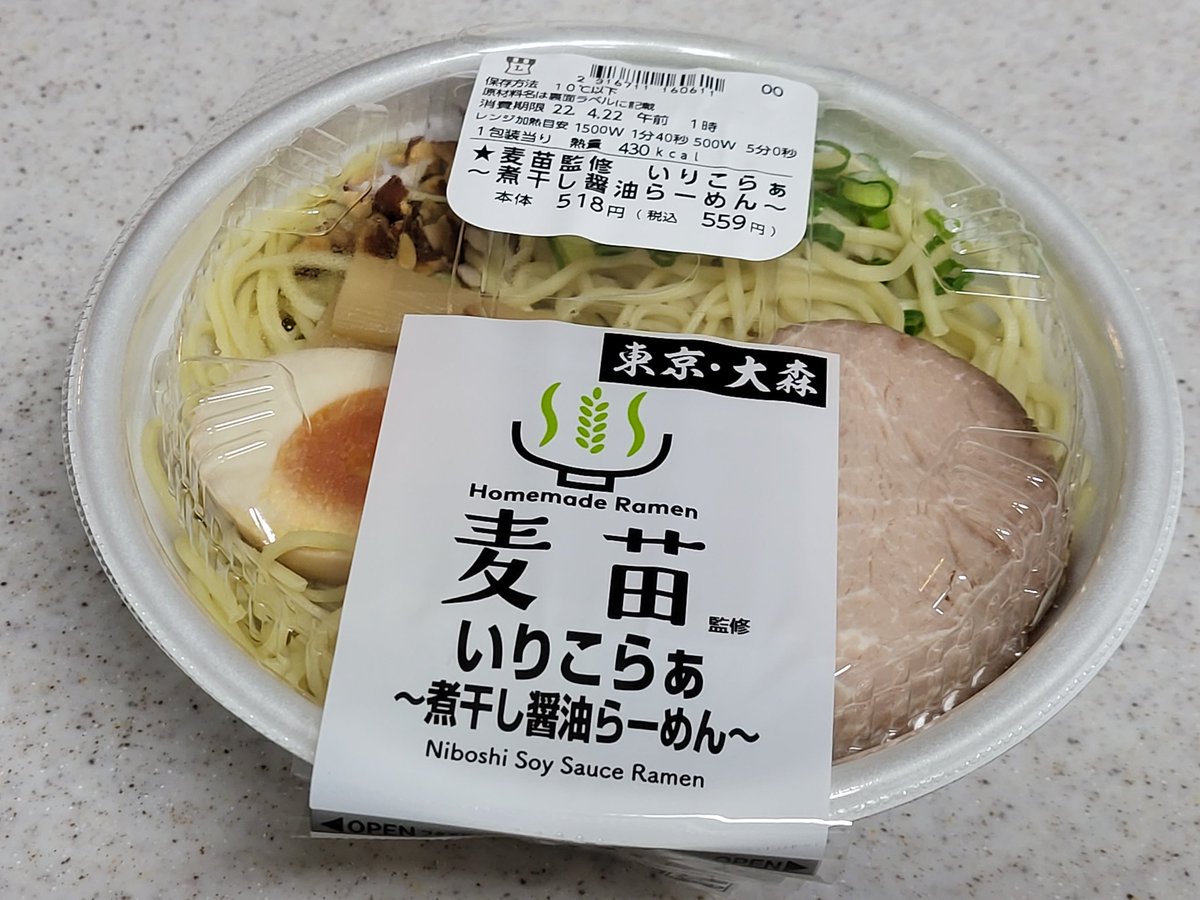 2 316711 160611
00
保存方法 10℃以下
原材料名は裏面ラベルに記載
消費期限 22. 4.22 午前 1時
レンジ加熱目安 1500W 1分40秒 500W 5分0秒
1包装当り 熱量 430kcal
★麦苗監修 いりこらぁ
～煮干し醤油らーめん～
本体 518円(税込 559円)
東京・大森
Homemade Ramen
麦苗
監修
いりこらぁ
～煮干し醤油らーめん～
Niboshi Soy Sauce Ramen
◀OPEN
OPEN▶